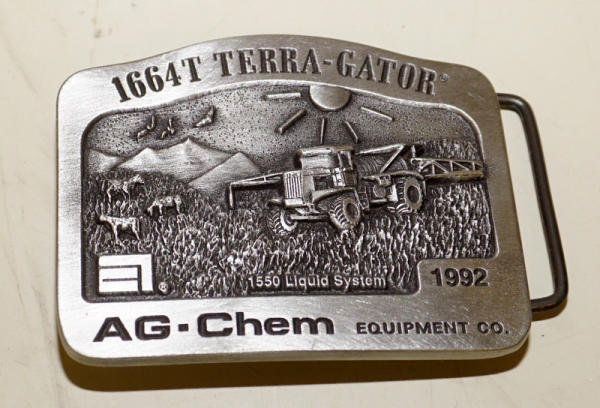 1664T TERRA-GATOR®
®
1550 Liquid System
1992
AG-Chem EQUIPMENT CO.